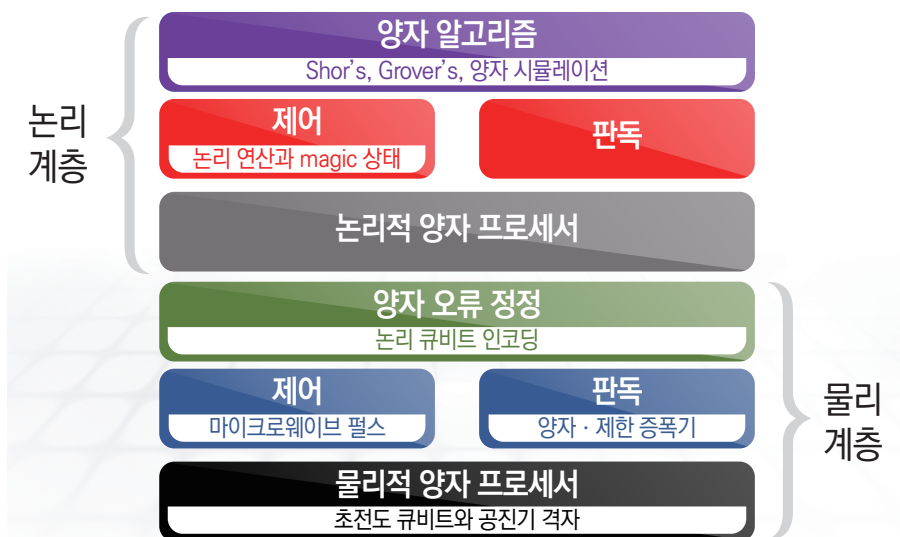 양자 알고리즘
Shor's, Grover's, 양자 시뮬레이션
논리
계층
제어
논리 연산과 magic 상태
판독
논리적 양자 프로세서
양자 오류 정정
논리 큐비트 인코딩
제어
마이크로웨이브 펄스
판독
양자 · 제한 증폭기
물리
계층
물리적 양자 프로세서
초전도 큐비트와 공진기 격자